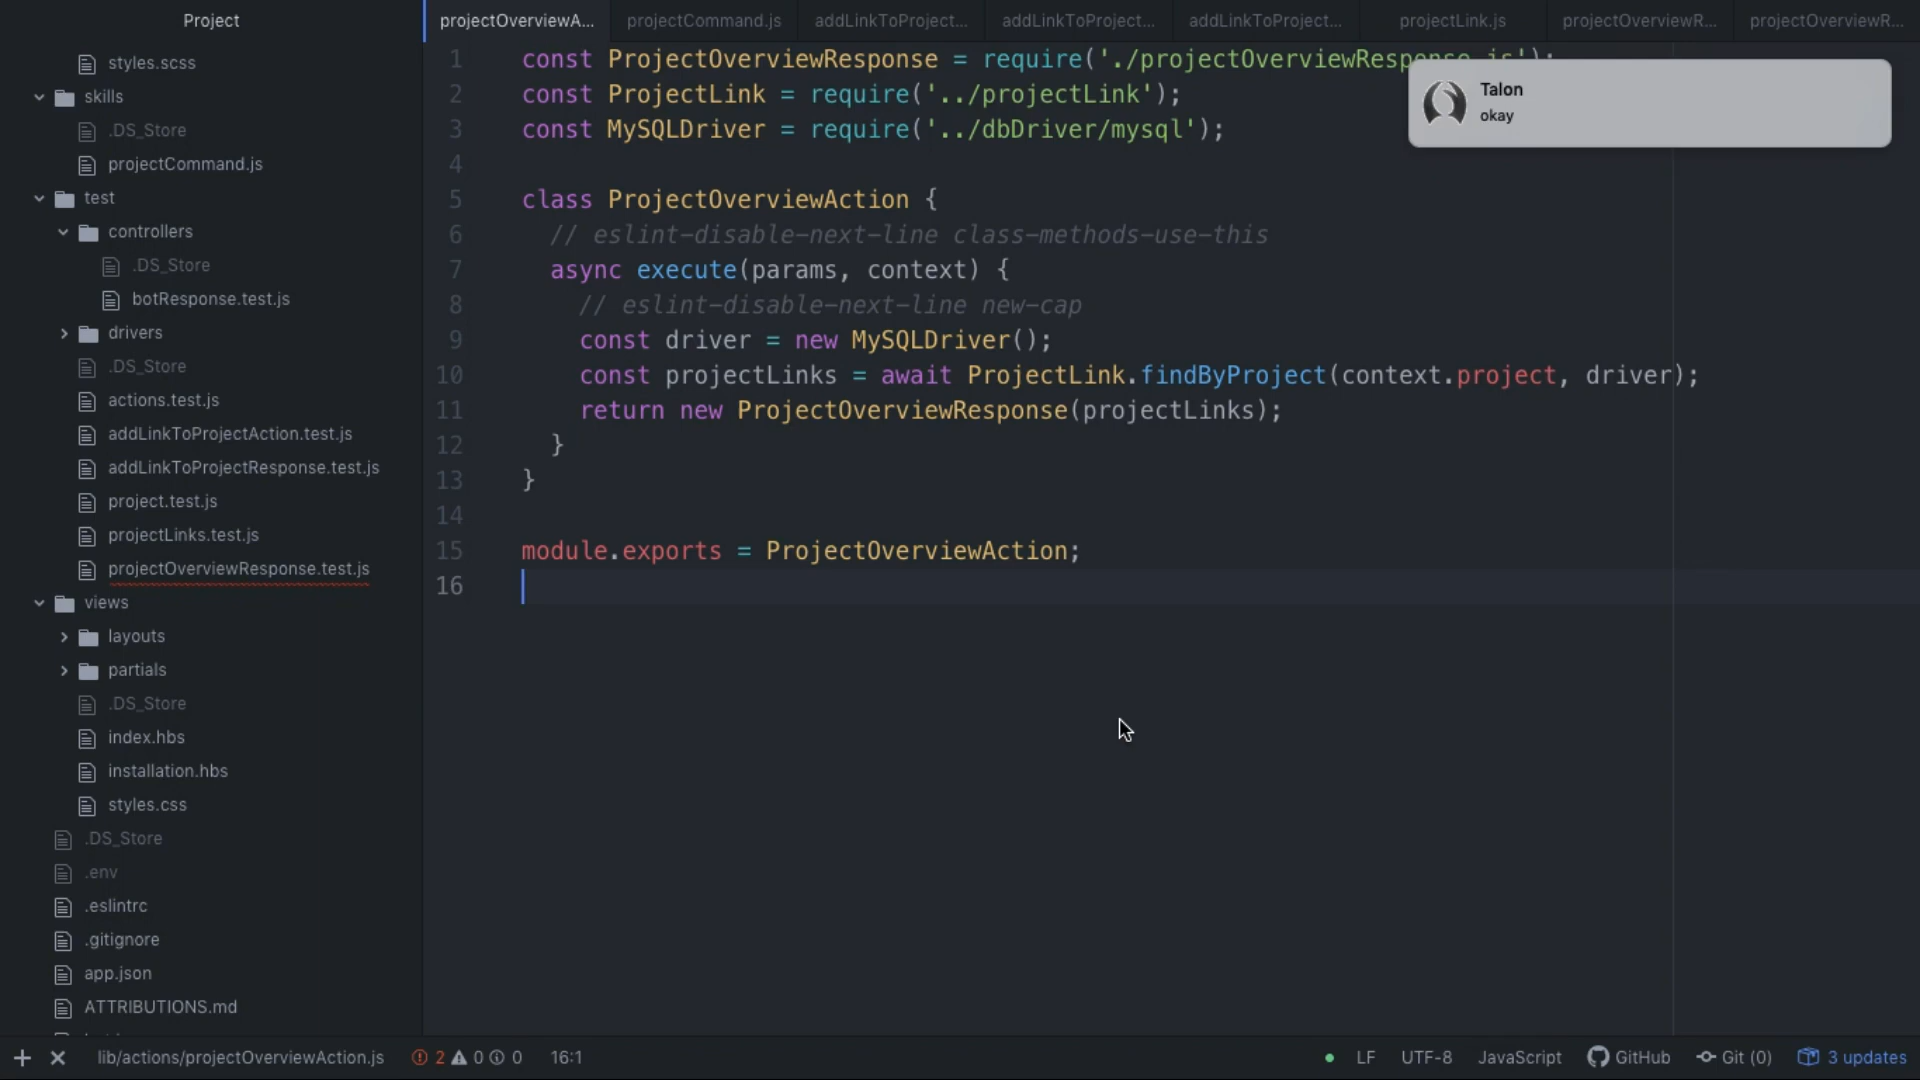 Project
styles.scss
skills
.DS_Store
projectCommand.js
test
controllers
.DS_Store
botResponse.test.js
drivers
.DS_Store
actions.test.js
addLinkToProjectAction.test.js
addLinkToProjectResponse.test.js
project.test.js
projectLinks.test.js
projectOverviewResponse.test.js
views
layouts
partials
.DS_Store
index.hbs
installation.hbs
styles.css
.DS_Store
.env
.eslintrc
.gitignore
app.json
ATTRIBUTIONS.md
projectOverviewA... projectCommand.js addLinkToProject... addLinkToProject... addLinkToProject... projectLink.js projectOverviewR... projectOverviewR...
1 const ProjectOverviewResponse = require('./projectOverviewResponse.js');
2 const ProjectLink = require('../projectLink');
3 const MySQLDriver = require('../dbDriver/mysql');
4
5 class ProjectOverviewAction {
6 // eslint-disable-next-line class-methods-use-this
7 async execute(params, context) {
8 // eslint-disable-next-line new-cap
9 const driver = new MySQLDriver();
10 const projectLinks = await ProjectLink.findByProject(context.project, driver);
11 return new ProjectOverviewResponse(projectLinks);
12 }
13 }
14
15 module.exports = ProjectOverviewAction;
16
Talon
okay
lib/actions/projectOverviewAction.js 2 0 0 16:1 LF UTF-8 JavaScript GitHub Git (0) 3 updates